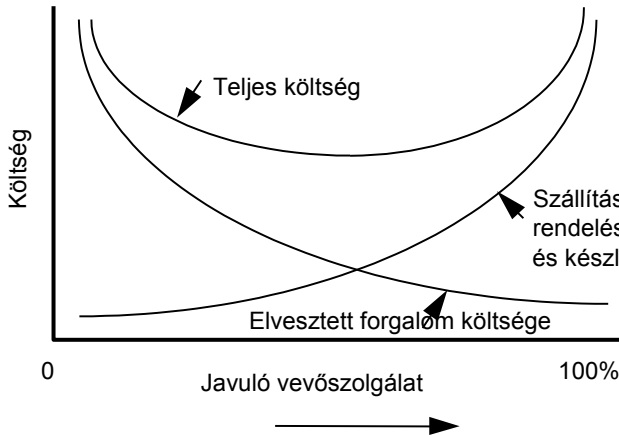 Teljes költség
Költség
Szállítás
rendelés
és készl
Elvesztett forgalom költsége
0
Javuló vevőszolgálat
100%